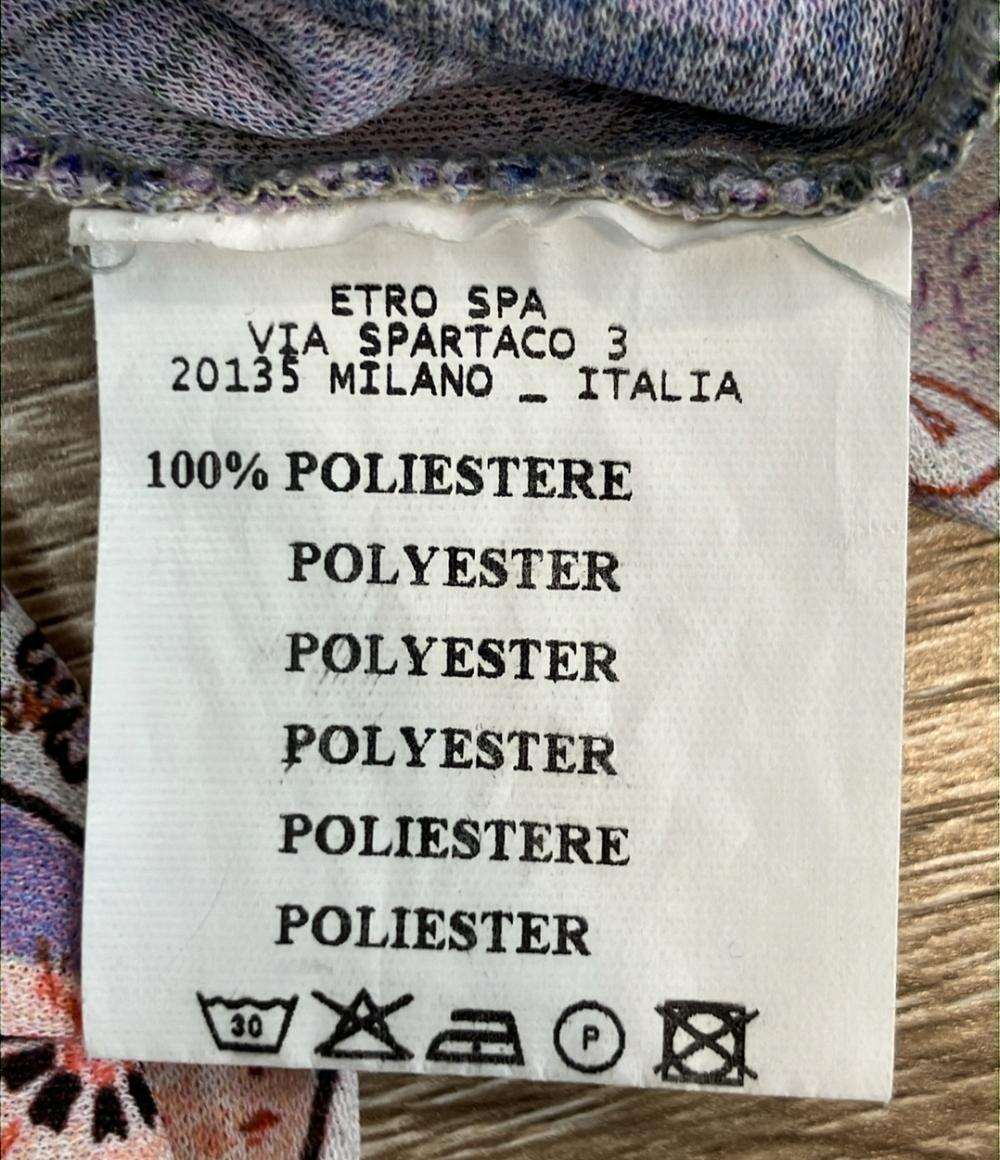 ETRO SPA
VIA SPARTACO 3
20135 MILANO _ ITALIA
100% POLIESTERE
POLYESTER
POLYESTER
POLYESTER
POLIESTERE
POLIESTER
30 P